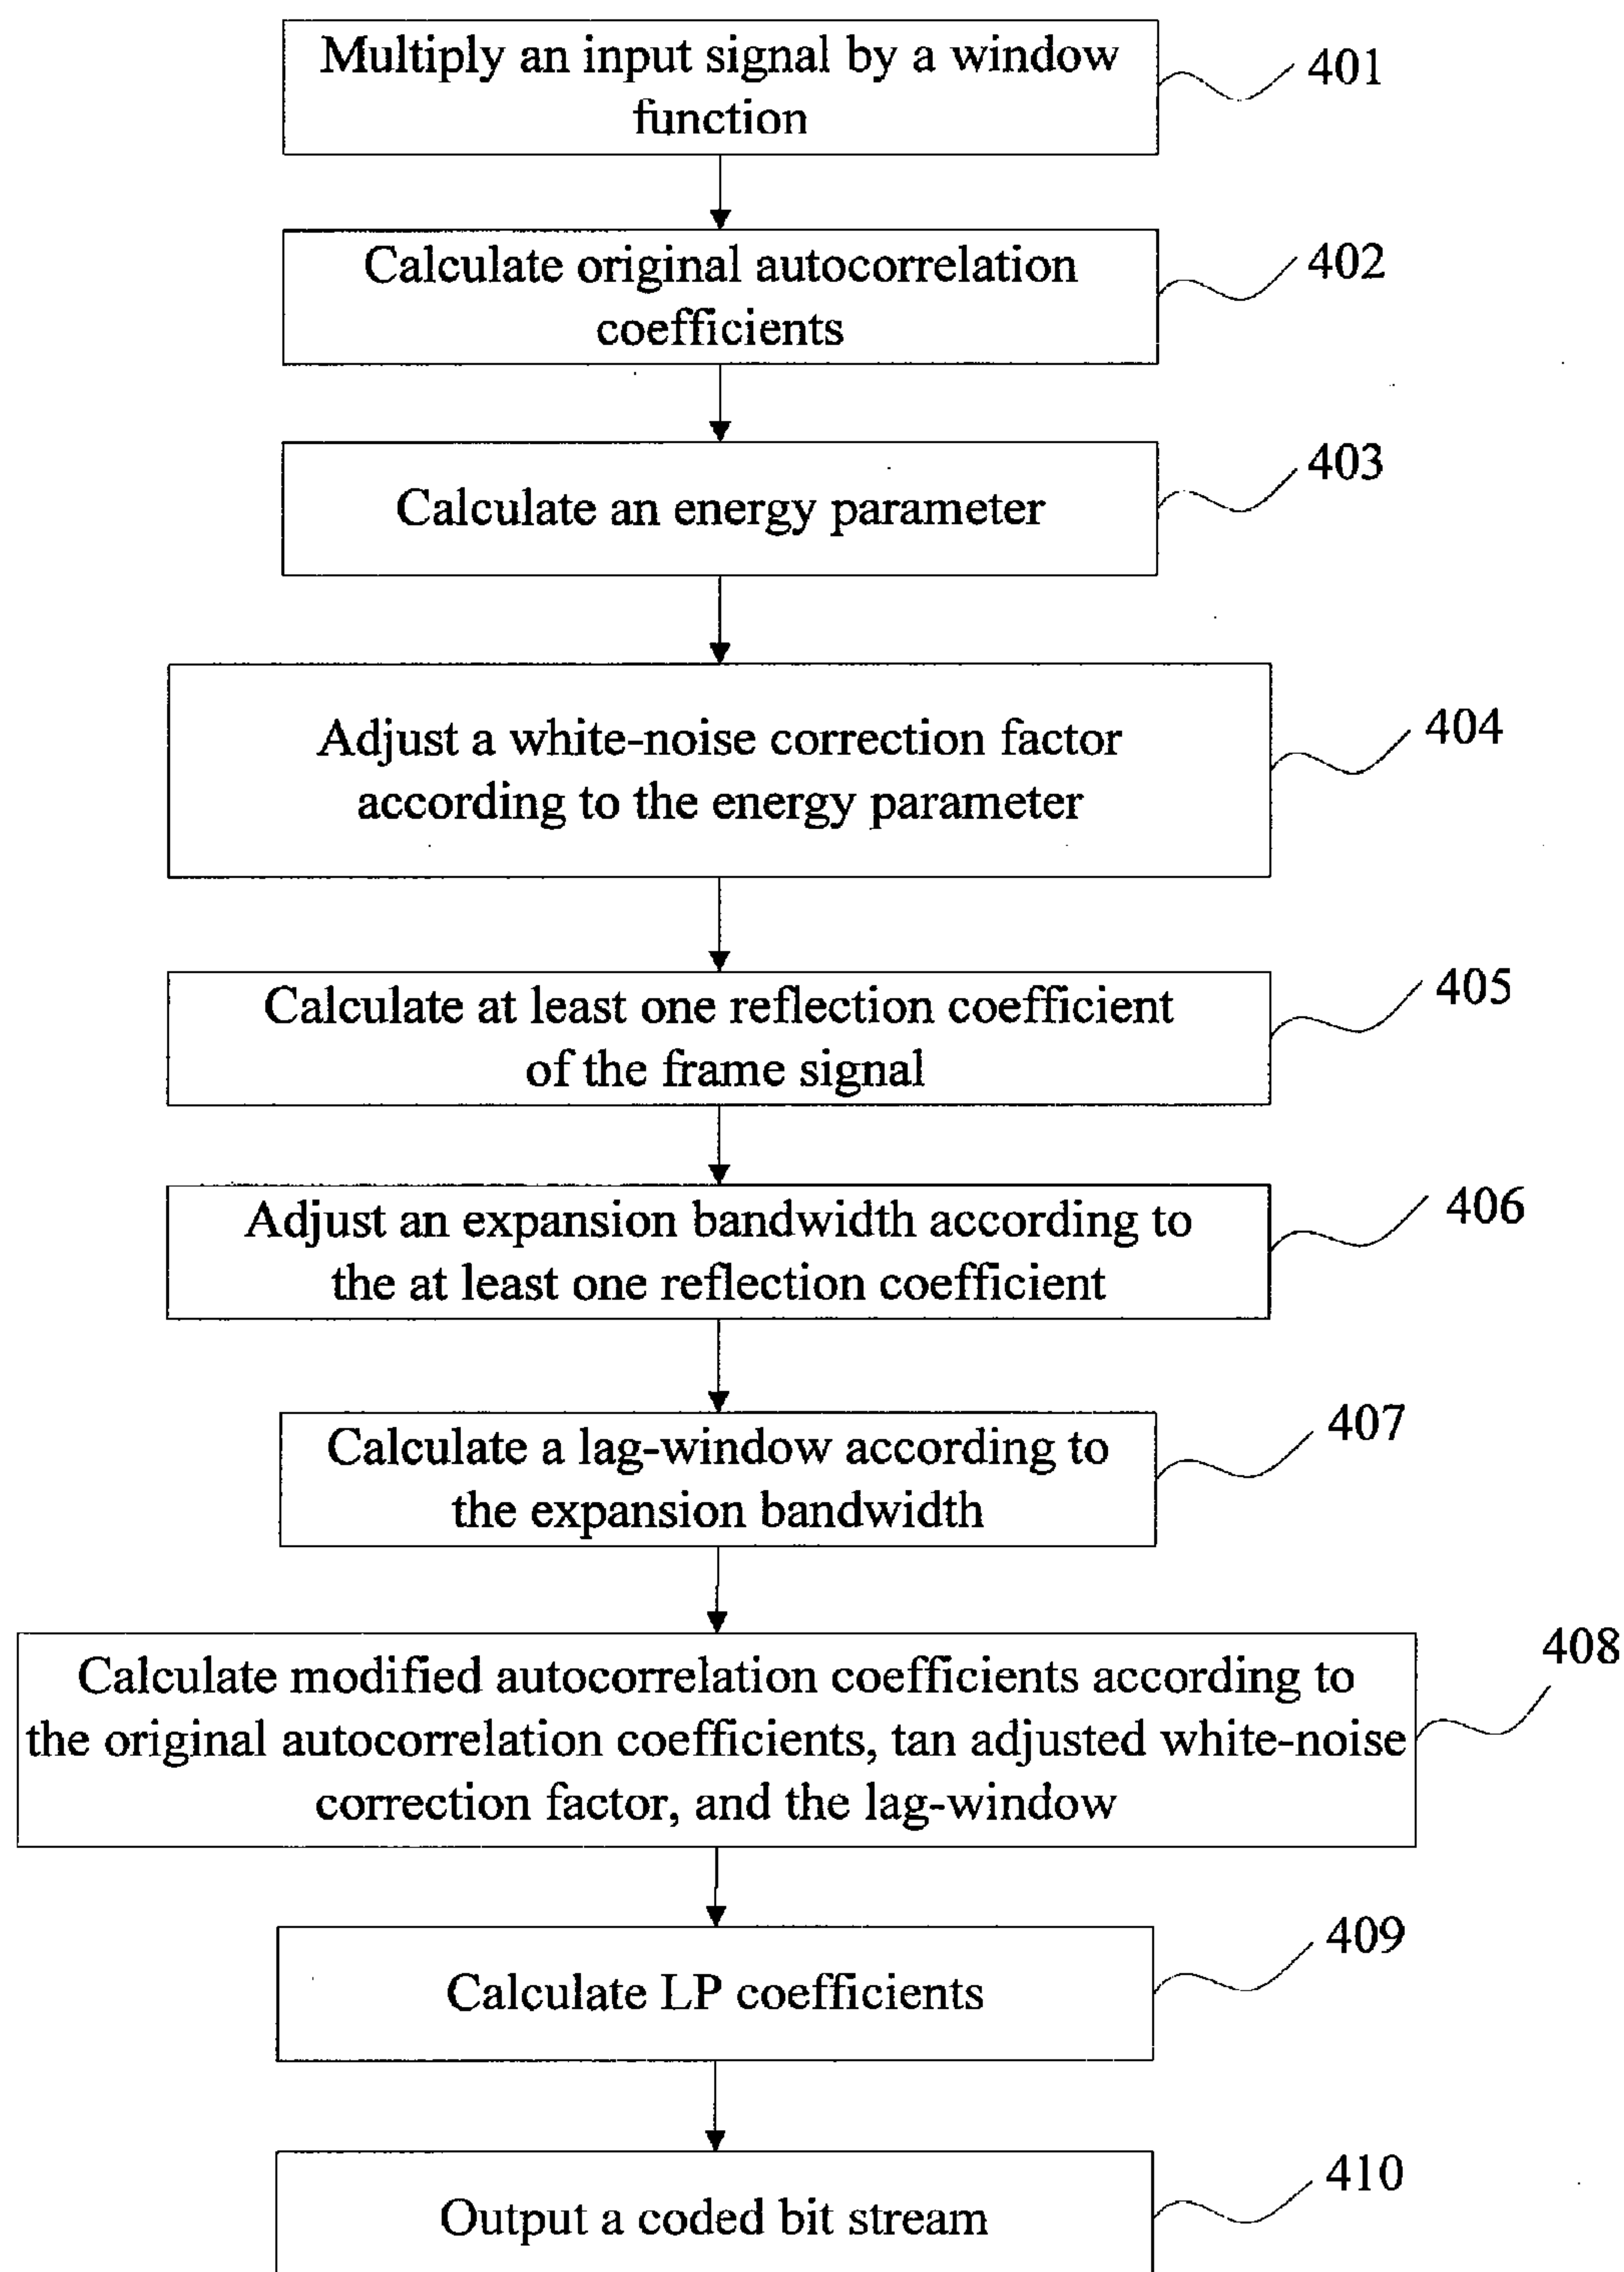 Multiply an input signal by a window
function
401
Calculate original autocorrelation
coefficients
402
Calculate an energy parameter
403
Adjust a white-noise correction factor
according to the energy parameter
404
Calculate at least one reflection coefficient
of the frame signal
405
Adjust an expansion bandwidth according to
the at least one reflection coefficient
406
Calculate a lag-window according to
the expansion bandwidth
407
Calculate modified autocorrelation coefficients according to
the original autocorrelation coefficients, tan adjusted white-noise
correction factor, and the lag-window
408
Calculate LP coefficients
409
Output a coded bit stream
410